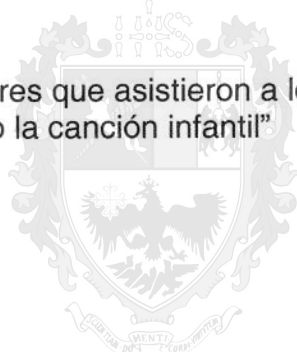 res que asistieron a l
o la canción infantil”